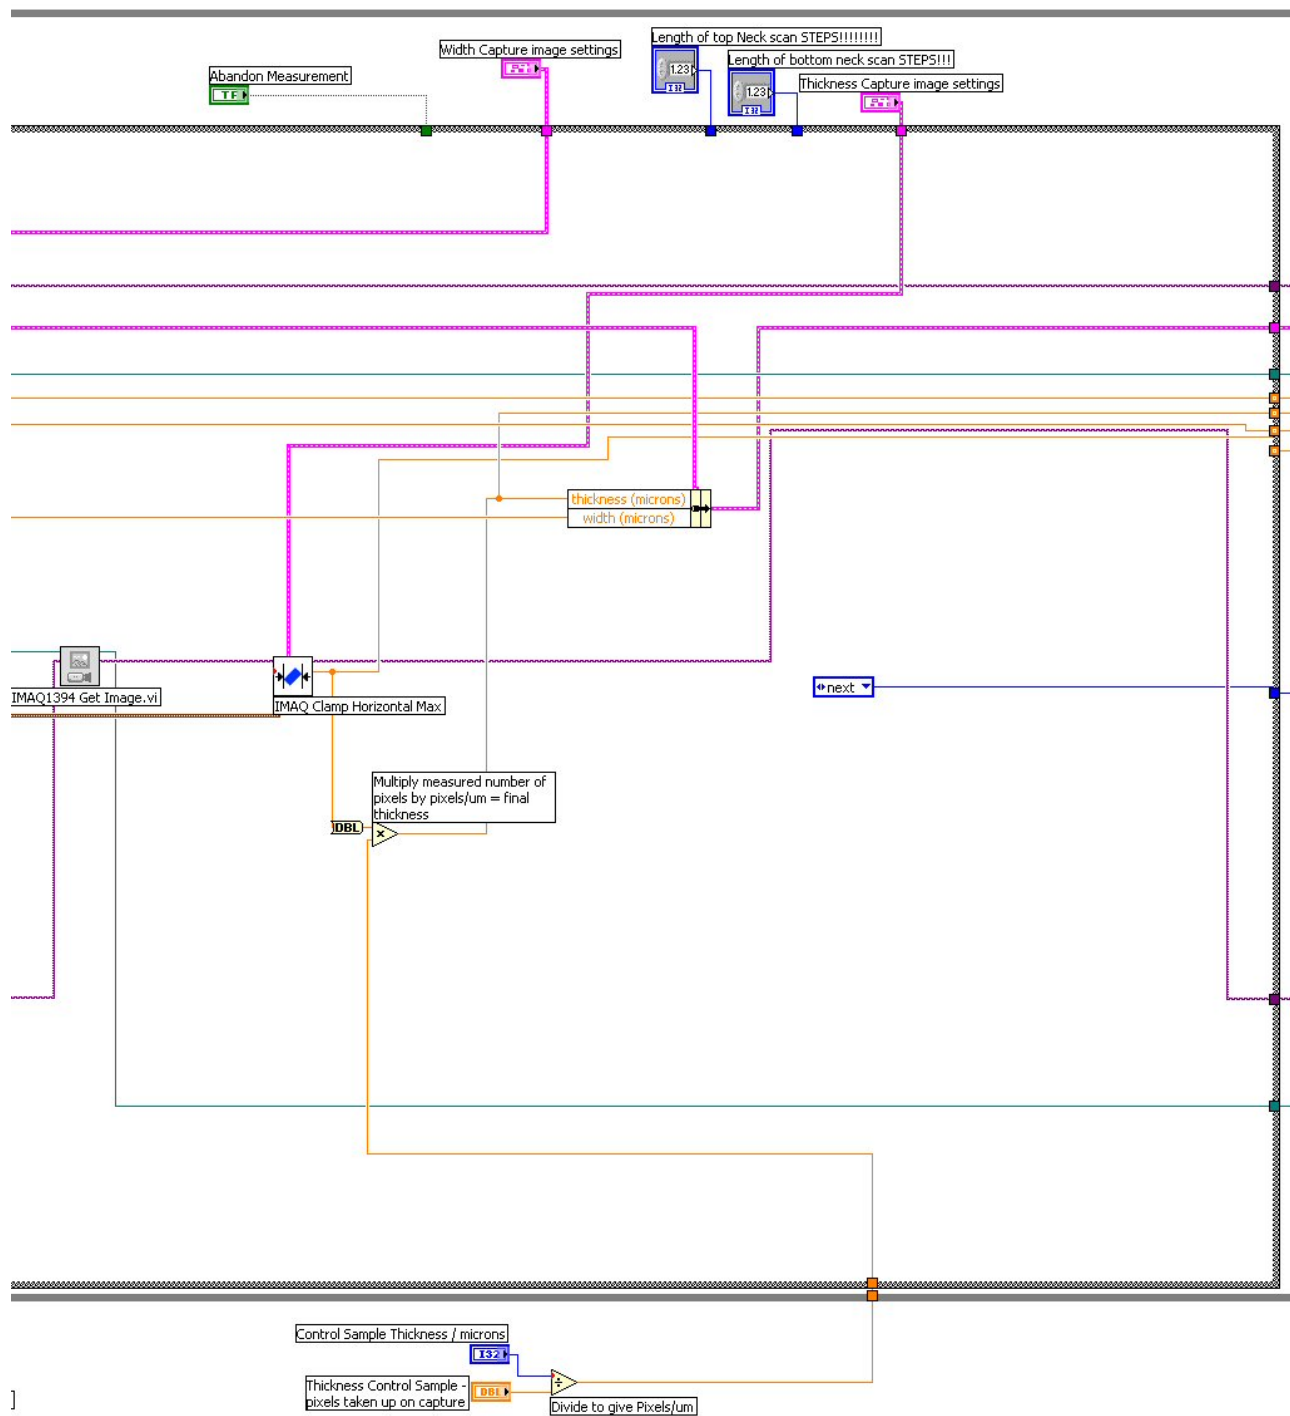 Length of top Neck scan STEPS!!!!!!!!
Width Capture image settings
Length of bottom neck scan STEPS!!!
Abandon Measurement
Thickness Capture image settings
TF
1.23
I32
1.23
I32
thickness (microns)
width (microns)
next
IMAQ1394 Get Image.vi
IMAQ Clamp Horizontal Max
Multiply measured number of
pixels by pixels/um = final
thickness
DBL
x
Control Sample Thickness / microns
I32
Thickness Control Sample -
pixels taken up on capture
DBL
÷
Divide to give Pixels/um